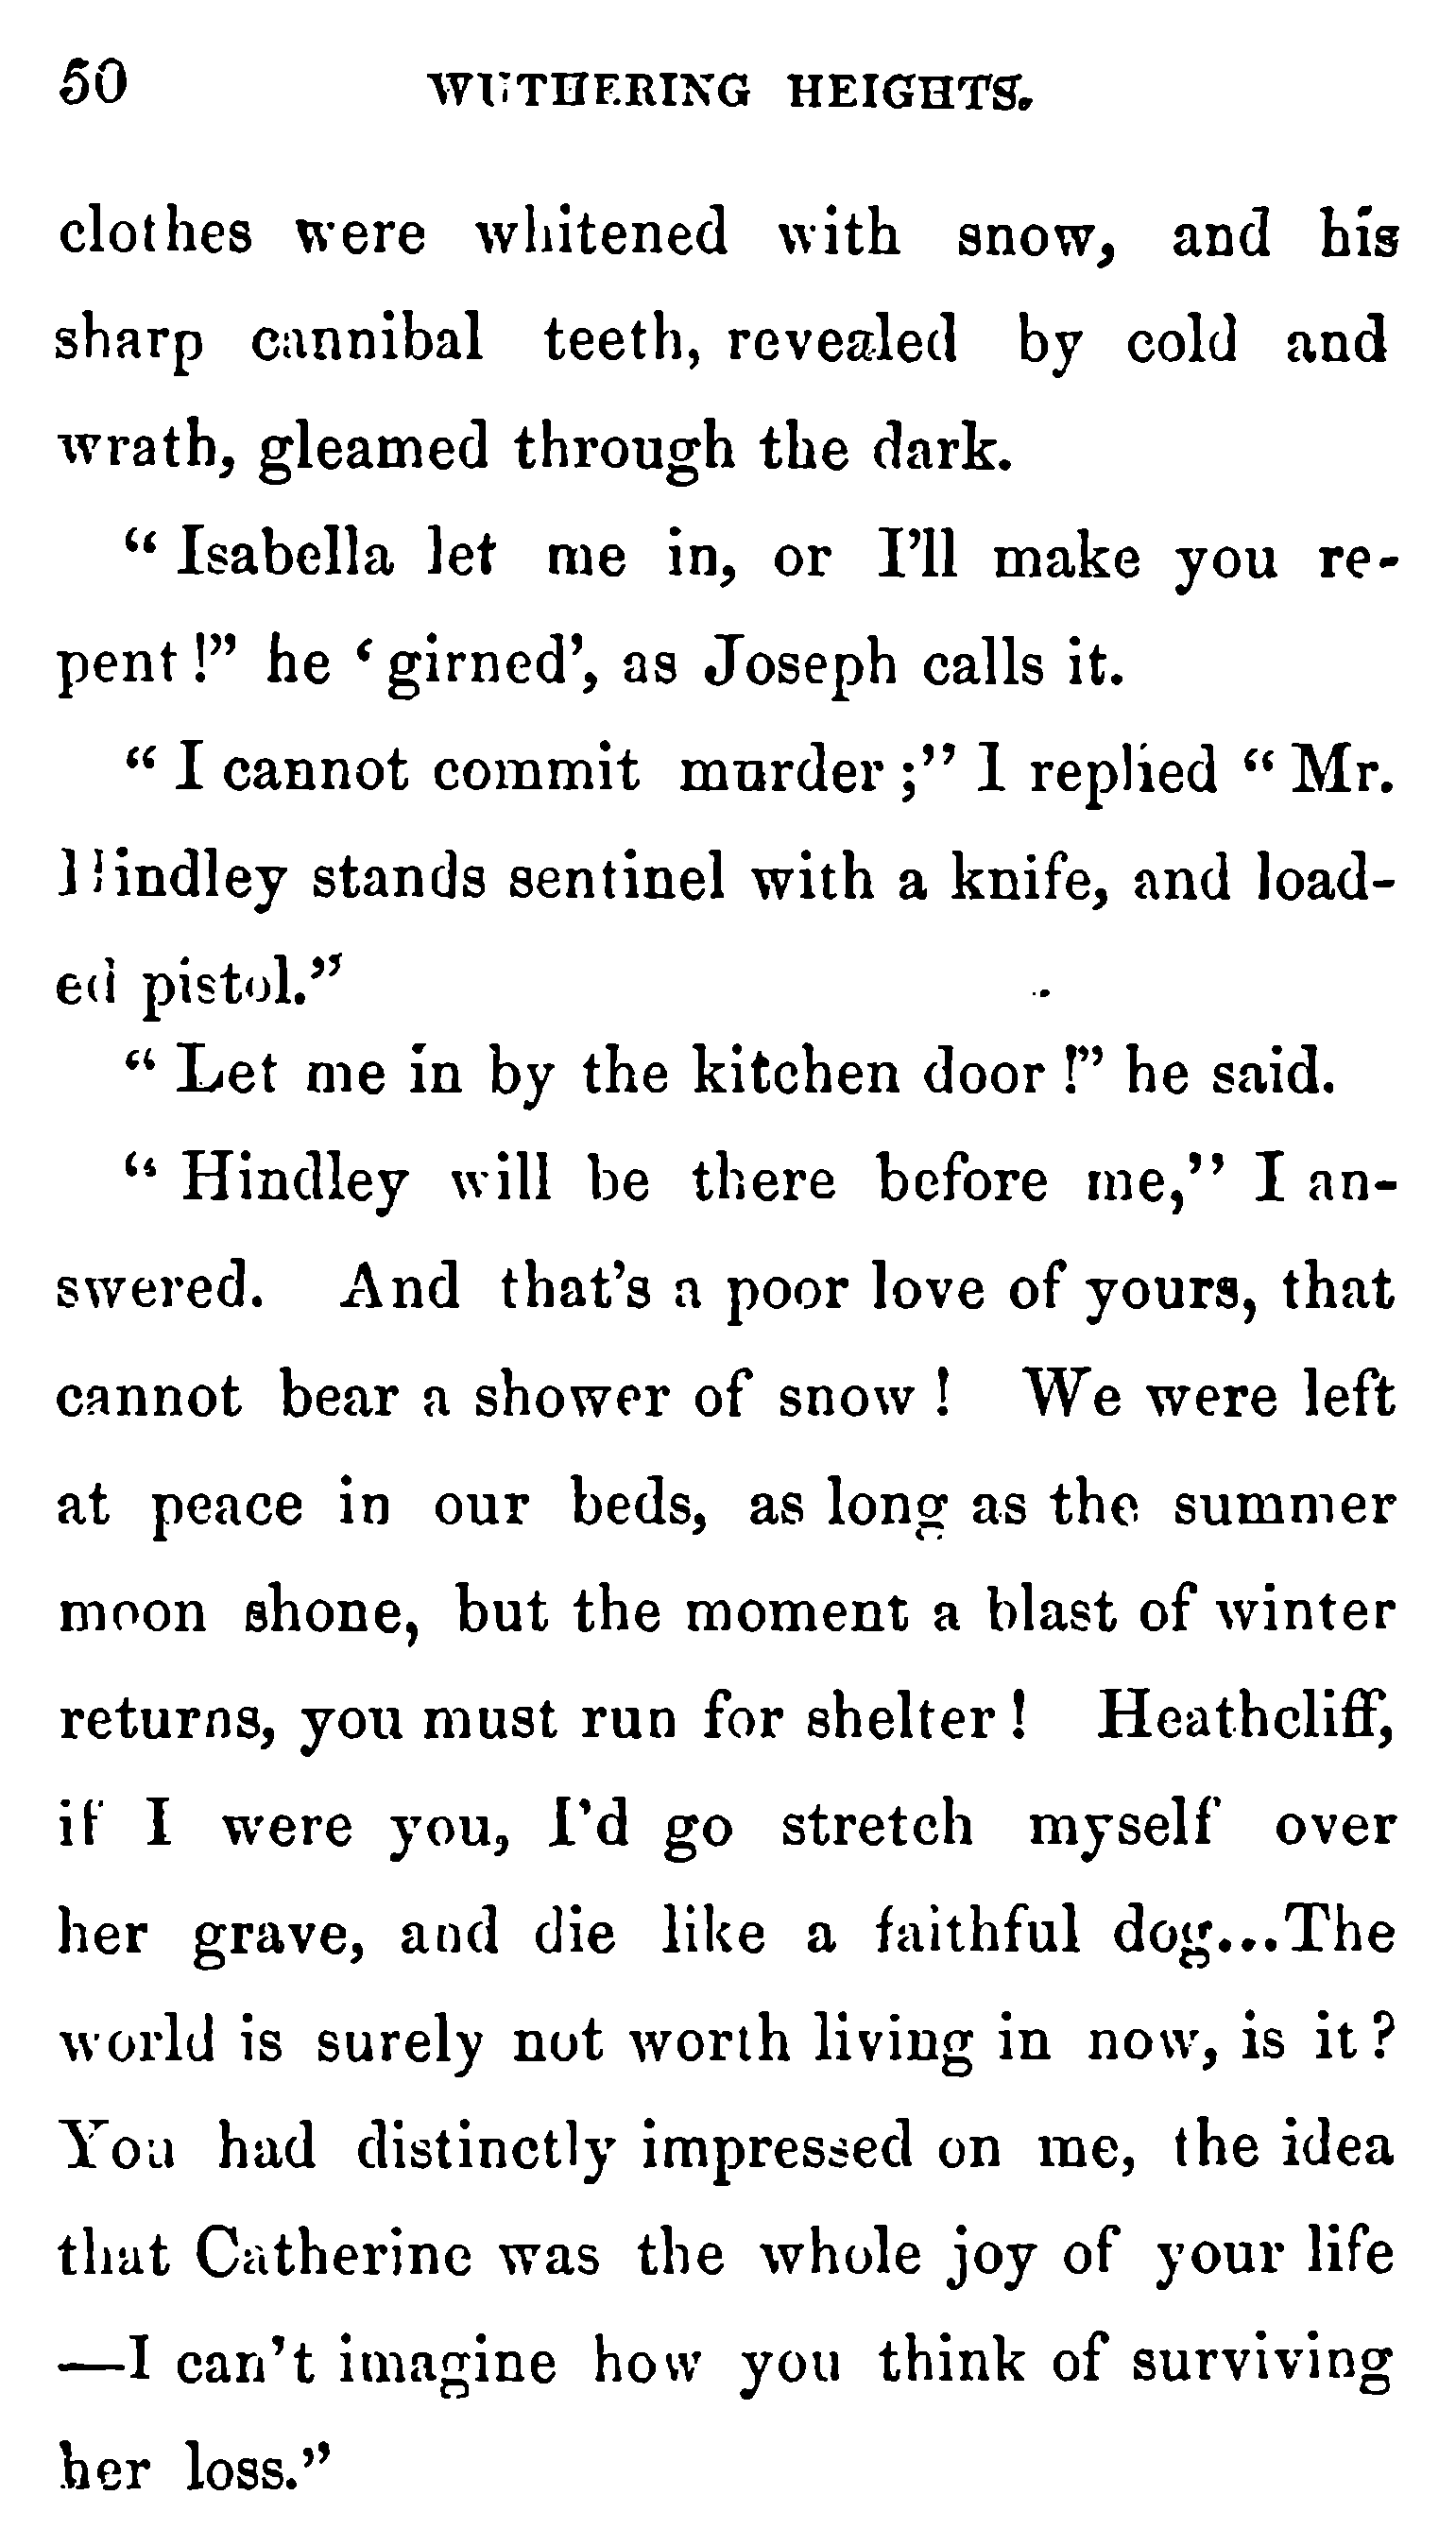 50 WUTHERING HEIGHTS.
clothes were whitened with snow, and his
sharp cannibal teeth, revealed by cold and
wrath, gleamed through the dark.
“ Isabella let me in, or I’ll make you re-
pent !” he ‘ girned’, as Joseph calls it.
“ I cannot commit murder ;” I replied “ Mr.
Hindley stands sentinel with a knife, and load-
ed pistol.”
“ Let me in by the kitchen door !” he said.
“ Hindley will be there before me,” I an-
swered. And that’s a poor love of yours, that
cannot bear a shower of snow ! We were left
at peace in our beds, as long as the summer
moon shone, but the moment a blast of winter
returns, you must run for shelter ! Heathcliff,
if I were you, I’d go stretch myself over
her grave, and die like a faithful dog...The
world is surely not worth living in now, is it ?
You had distinctly impressed on me, the idea
that Catherine was the whole joy of your life
—I can’t imagine how you think of surviving
her loss.”